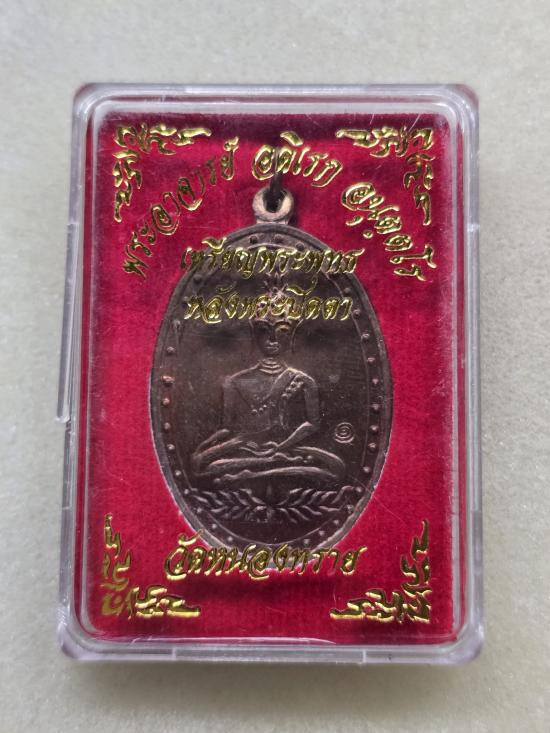 พระอาจารย์ อดิเรก อนุตฺตโร
เหรียญพระพุทธ
หลังพระปิดตา
วัดหนองทราย